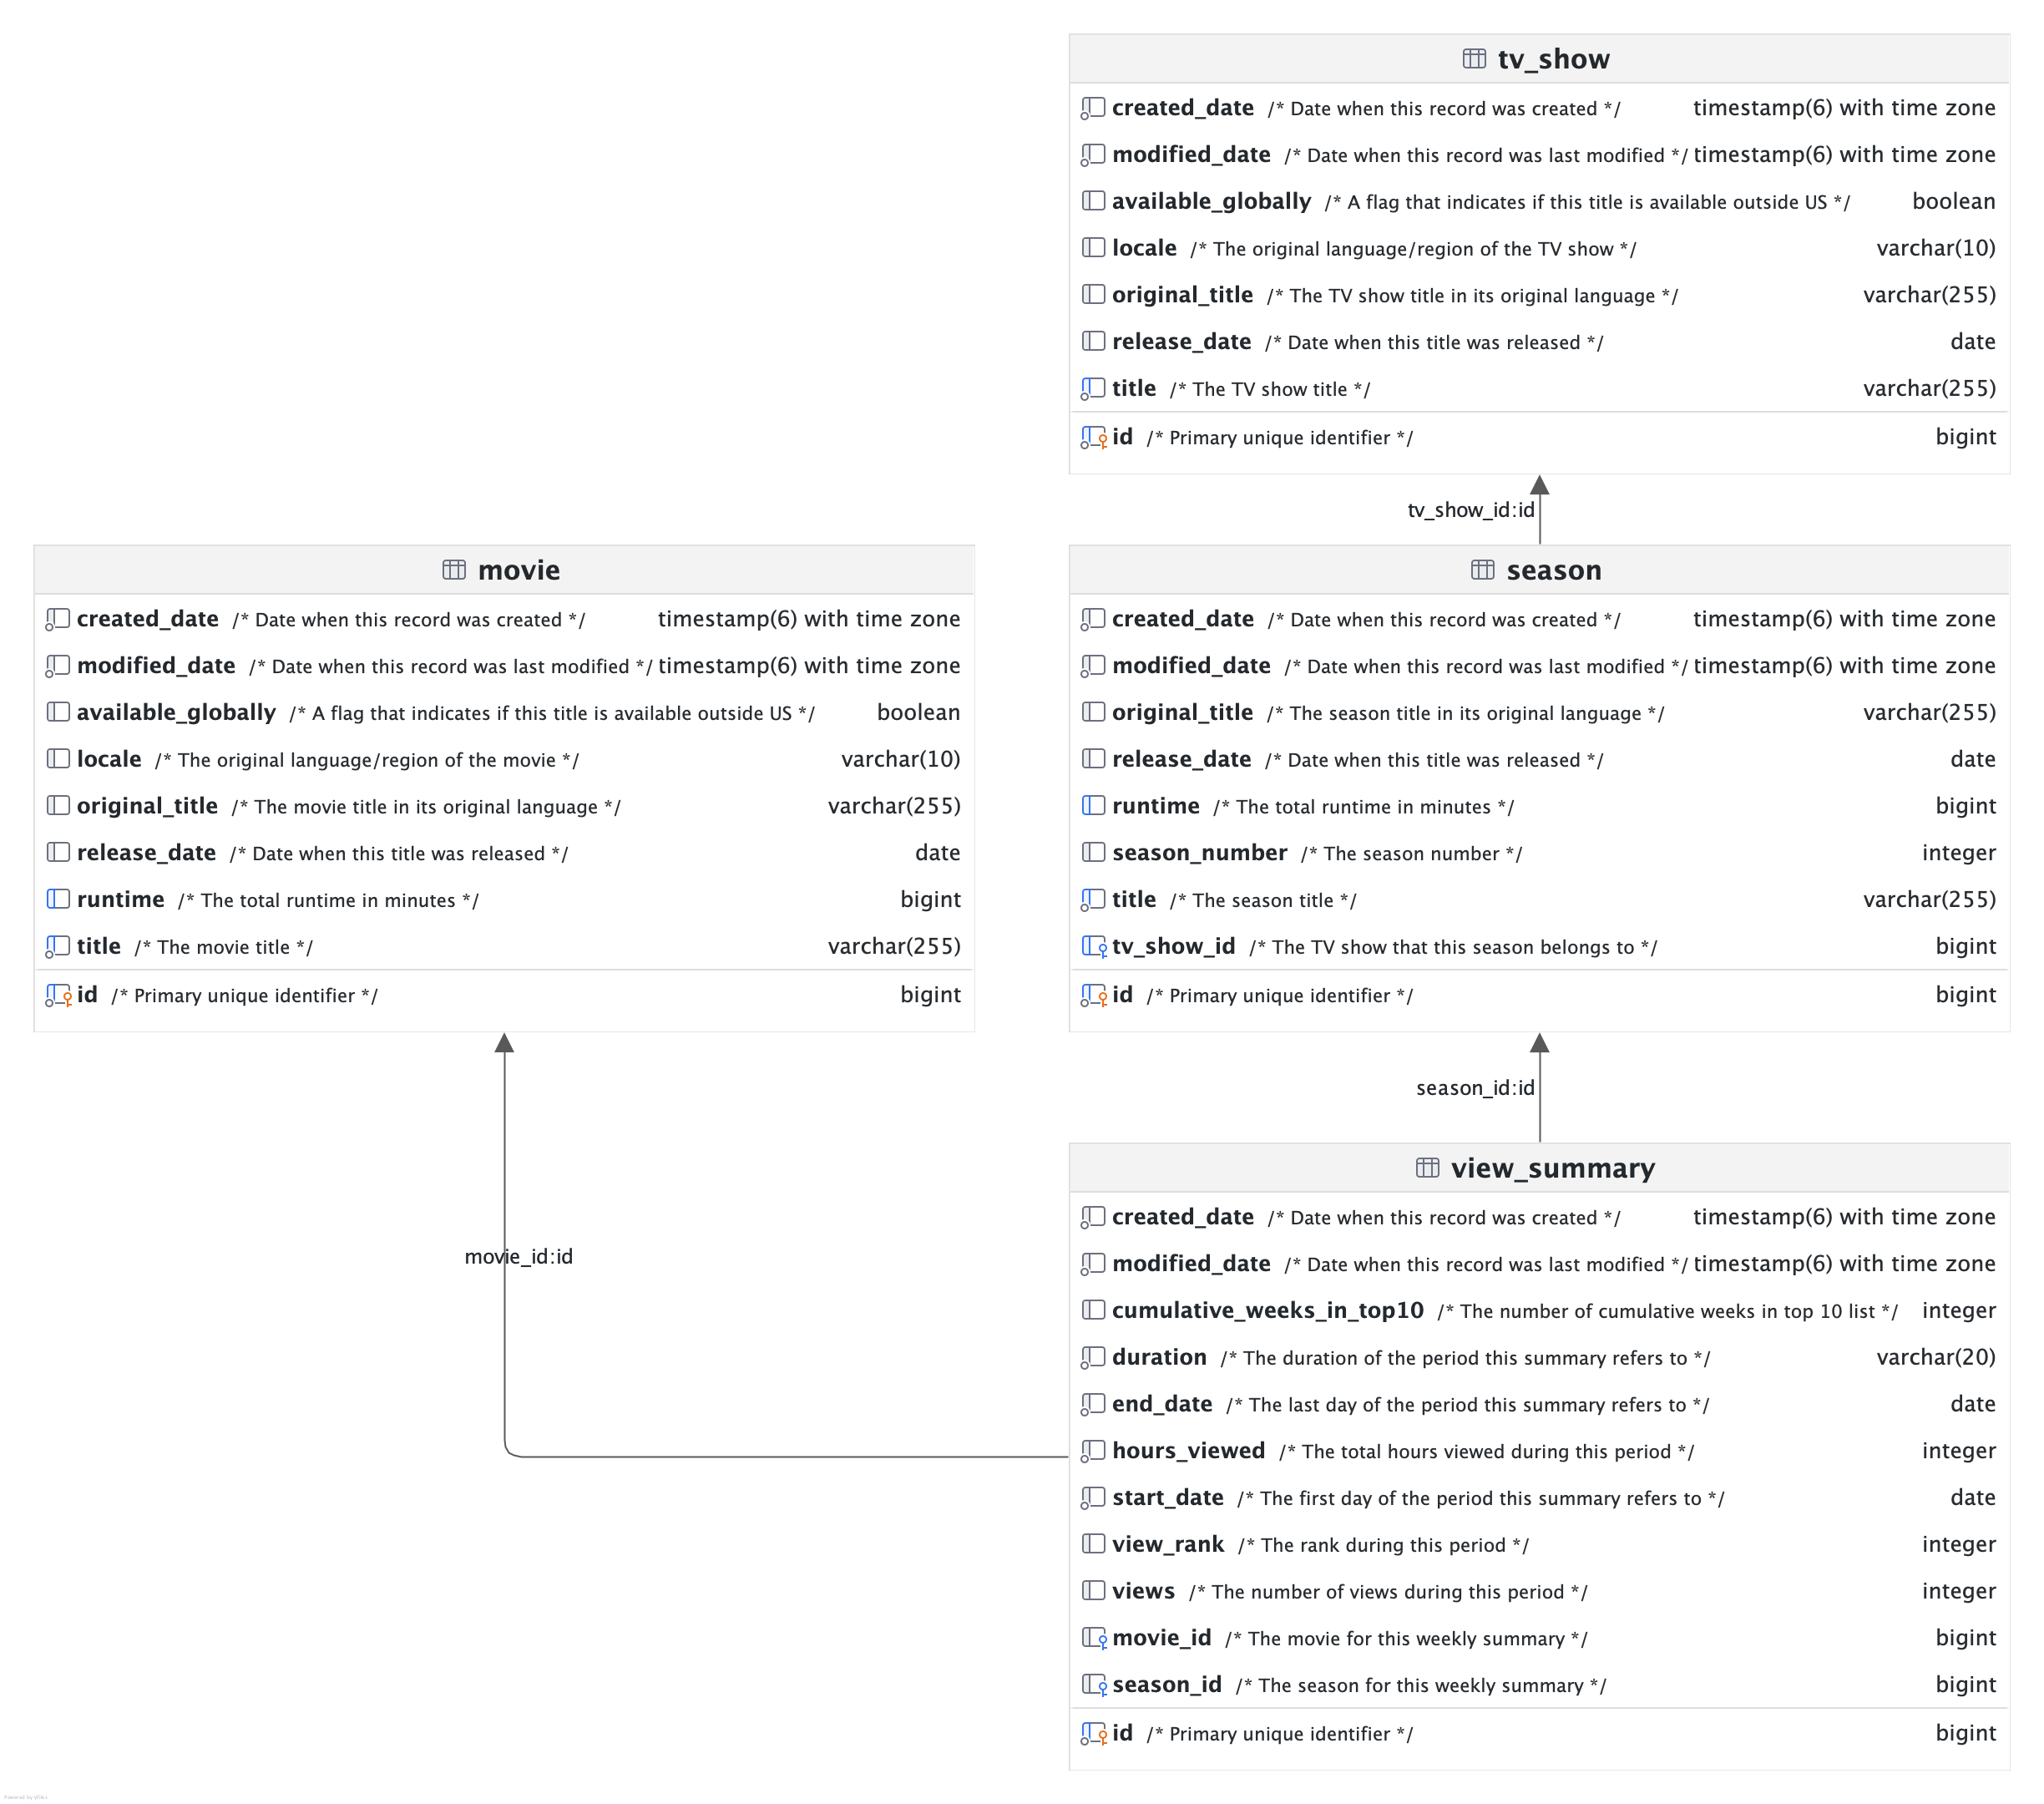 tv_show
created_date /* Date when this record was created */ timestamp(6) with time zone
modified_date /* Date when this record was last modified */ timestamp(6) with time zone
available_globally /* A flag that indicates if this title is available outside US */ boolean
locale /* The original language/region of the TV show */ varchar(10)
original_title /* The TV show title in its original language */ varchar(255)
release_date /* Date when this title was released */ date
title /* The TV show title */ varchar(255)
id /* Primary unique identifier */ bigint
tv_show_id:id
movie
created_date /* Date when this record was created */ timestamp(6) with time zone
modified_date /* Date when this record was last modified */ timestamp(6) with time zone
available_globally /* A flag that indicates if this title is available outside US */ boolean
locale /* The original language/region of the movie */ varchar(10)
original_title /* The movie title in its original language */ varchar(255)
release_date /* Date when this title was released */ date
runtime /* The total runtime in minutes */ bigint
title /* The movie title */ varchar(255)
id /* Primary unique identifier */ bigint
season
created_date /* Date when this record was created */ timestamp(6) with time zone
modified_date /* Date when this record was last modified */ timestamp(6) with time zone
original_title /* The season title in its original language */ varchar(255)
release_date /* Date when this title was released */ date
runtime /* The total runtime in minutes */ bigint
season_number /* The season number */ integer
title /* The season title */ varchar(255)
tv_show_id /* The TV show that this season belongs to */ bigint
id /* Primary unique identifier */ bigint
season_id:id
movie_id:id
view_summary
created_date /* Date when this record was created */ timestamp(6) with time zone
modified_date /* Date when this record was last modified */ timestamp(6) with time zone
cumulative_weeks_in_top10 /* The number of cumulative weeks in top 10 list */ integer
duration /* The duration of the period this summary refers to */ varchar(20)
end_date /* The last day of the period this summary refers to */ date
hours_viewed /* The total hours viewed during this period */ integer
start_date /* The first day of the period this summary refers to */ date
view_rank /* The rank during this period */ integer
views /* The number of views during this period */ integer
movie_id /* The movie for this weekly summary */ bigint
season_id /* The season for this weekly summary */ bigint
id /* Primary unique identifier */ bigint
Powered by yFiles